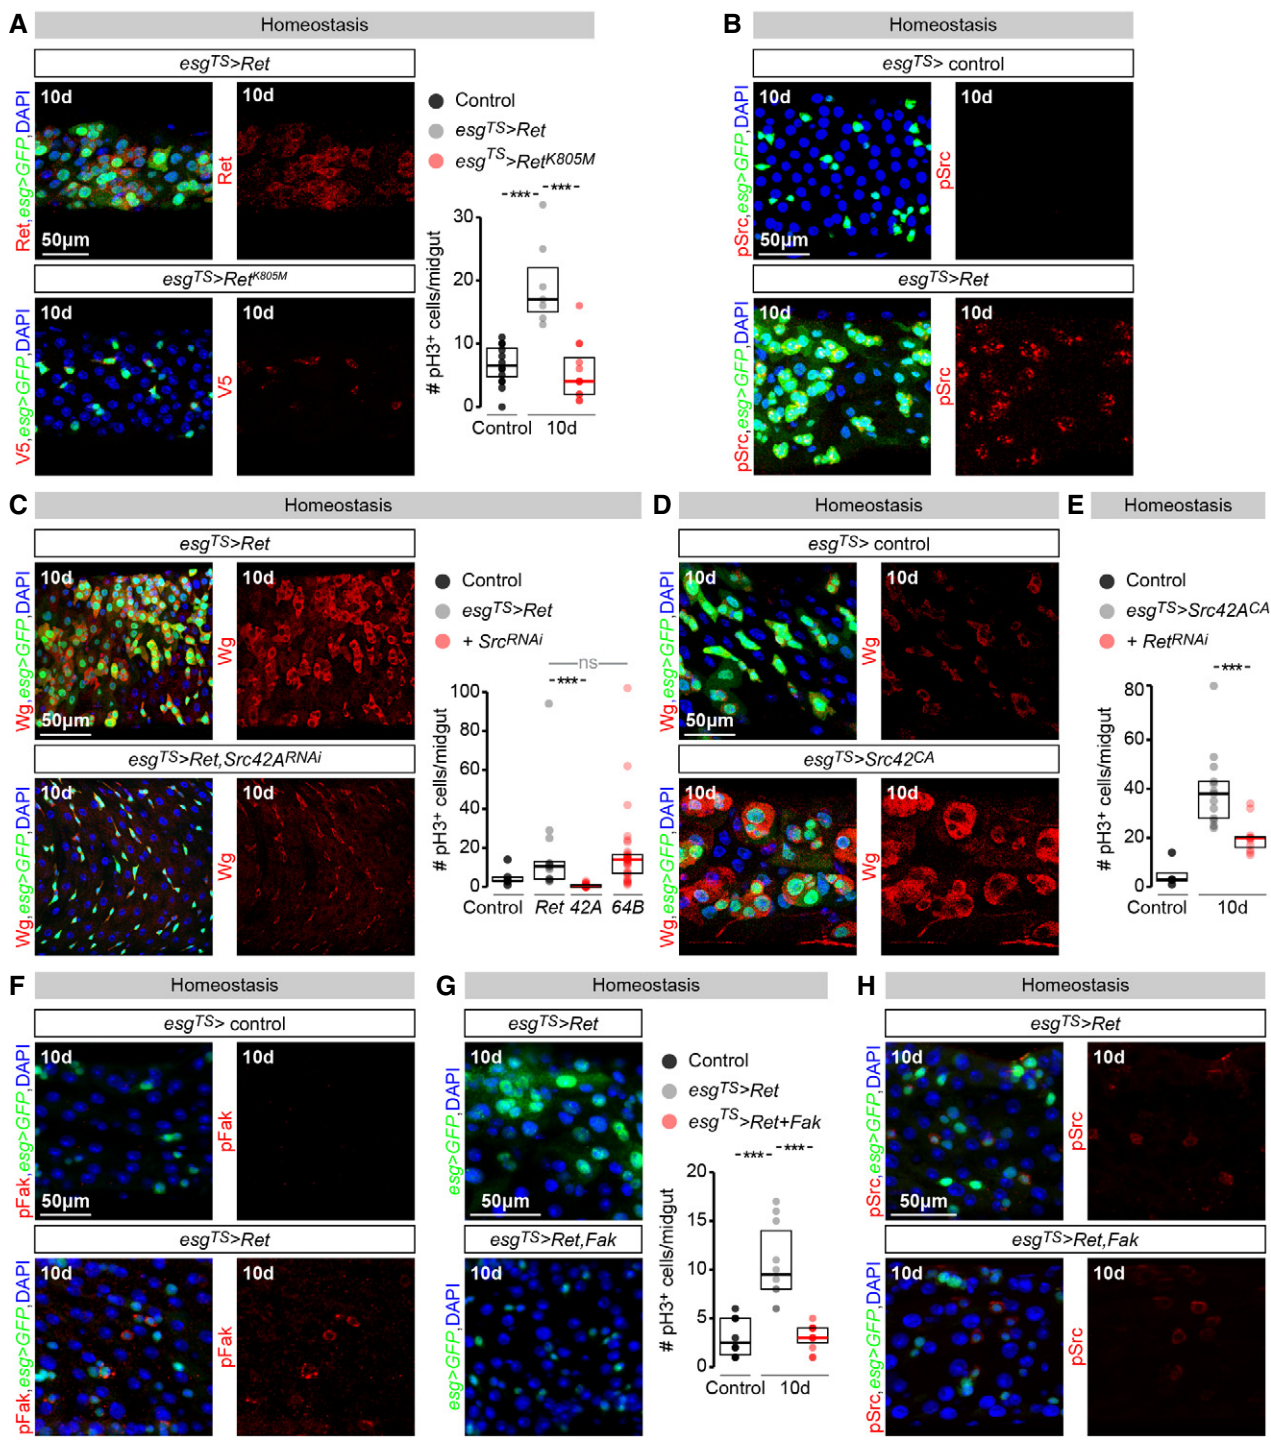 A
Homeostasis
esgTS>Ret
10d
10d
Ret,esg>GFP,DAPI
Ret
50µm
Control
esgTS>Ret
esgTS>RetK805M
esgTS>RetK805M
10d
10d
V5,esg>GFP,DAPI
V5
***
***
# pH3+ cells/midgut
30
20
10
0
Control
10d
B
Homeostasis
esgTS> control
10d
10d
pSrc,esg>GFP,DAPI
pSrc
50µm
esgTS>Ret
10d
10d
pSrc,esg>GFP,DAPI
pSrc
C
Homeostasis
esgTS>Ret
10d
10d
Wg,esg>GFP,DAPI
Wg
50µm
esgTS>Ret,Src42ARNAi
10d
10d
Wg,esg>GFP,DAPI
Wg
Control
esgTS>Ret
+ SrcRNAi
ns
***
# pH3+ cells/midgut
100
80
60
40
20
0
Control
Ret
42A
64B
D
Homeostasis
esgTS> control
10d
10d
Wg,esg>GFP,DAPI
Wg
50µm
esgTS>Src42CA
10d
10d
Wg,esg>GFP,DAPI
Wg
E
Homeostasis
Control
esgTS>Src42ACA
+ RetRNAi
***
# pH3+ cells/midgut
80
60
40
20
0
Control
10d
F
Homeostasis
esgTS> control
10d
10d
pFak,esg>GFP,DAPI
pFak
50µm
esgTS>Ret
10d
10d
pFak,esg>GFP,DAPI
pFak
G
Homeostasis
esgTS>Ret
10d
esg>GFP,DAPI
50µm
esgTS>Ret,Fak
10d
esg>GFP,DAPI
Control
esgTS>Ret
esgTS>Ret+Fak
***
***
# pH3+ cells/midgut
20
15
10
5
0
Control
10d
H
Homeostasis
esgTS>Ret
10d
10d
pSrc,esg>GFP,DAPI
pSrc
50µm
esgTS>Ret,Fak
10d
10d
pSrc,esg>GFP,DAPI
pSrc